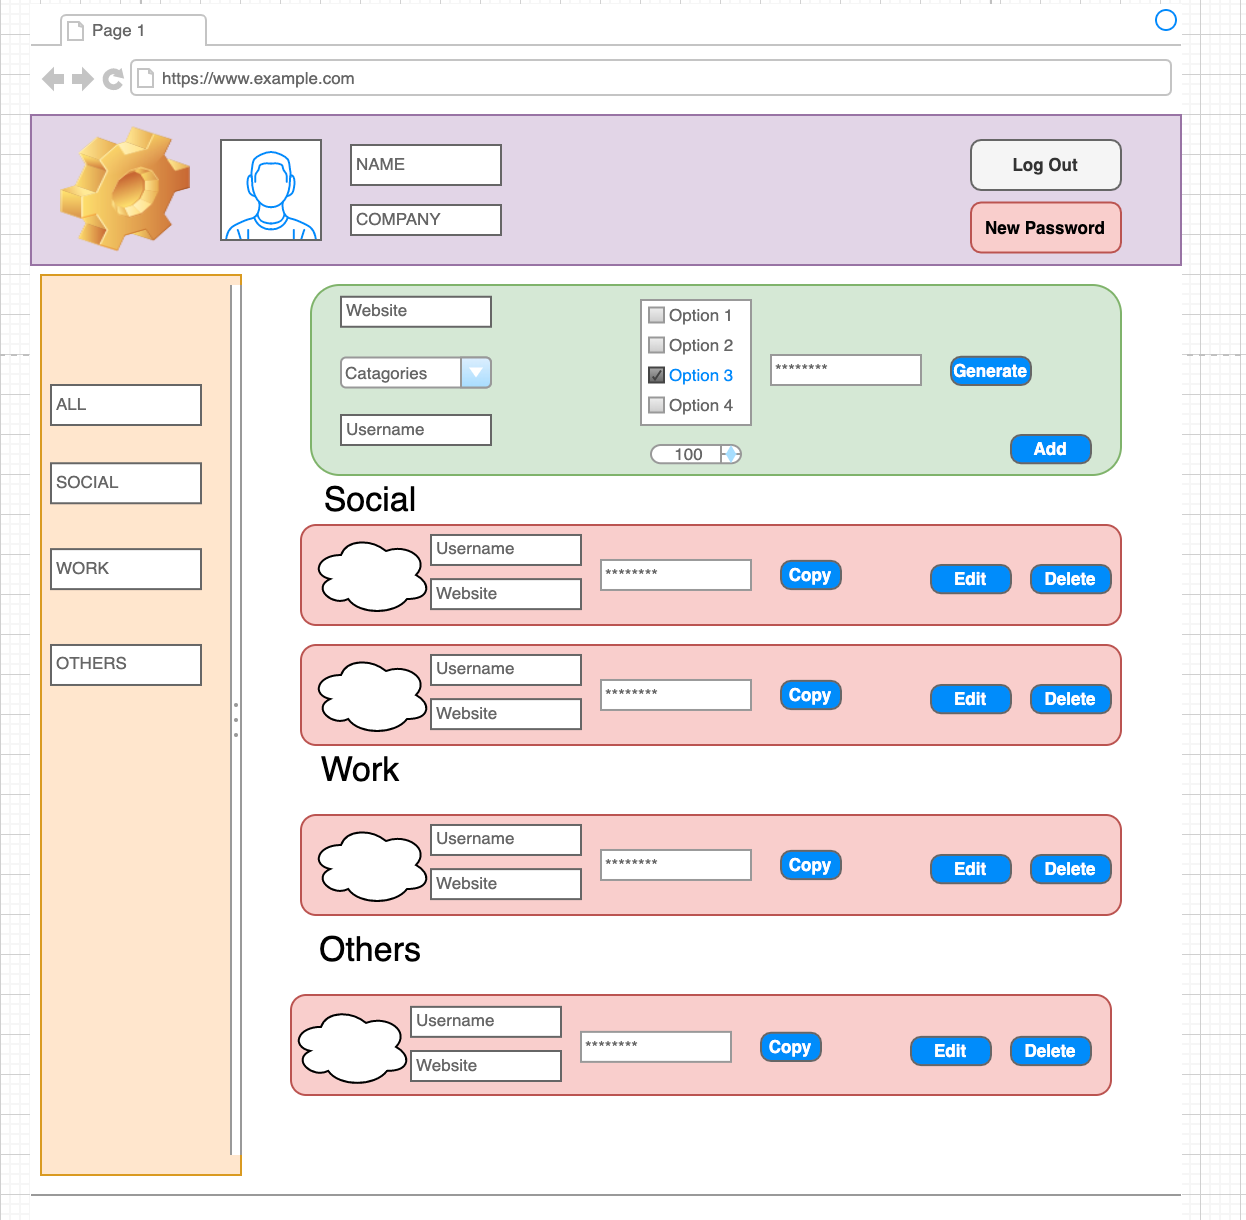 Page 1
https://www.example.com
NAME
COMPANY
Log Out
New Password
ALL
SOCIAL
WORK
OTHERS
Website
Catagories
Username
Option 1
Option 2
Option 3
Option 4
100
********
Generate
Add
Social
Username
Website
********
Copy
Edit
Delete
Username
Website
********
Copy
Edit
Delete
Work
Username
Website
********
Copy
Edit
Delete
Others
Username
Website
********
Copy
Edit
Delete